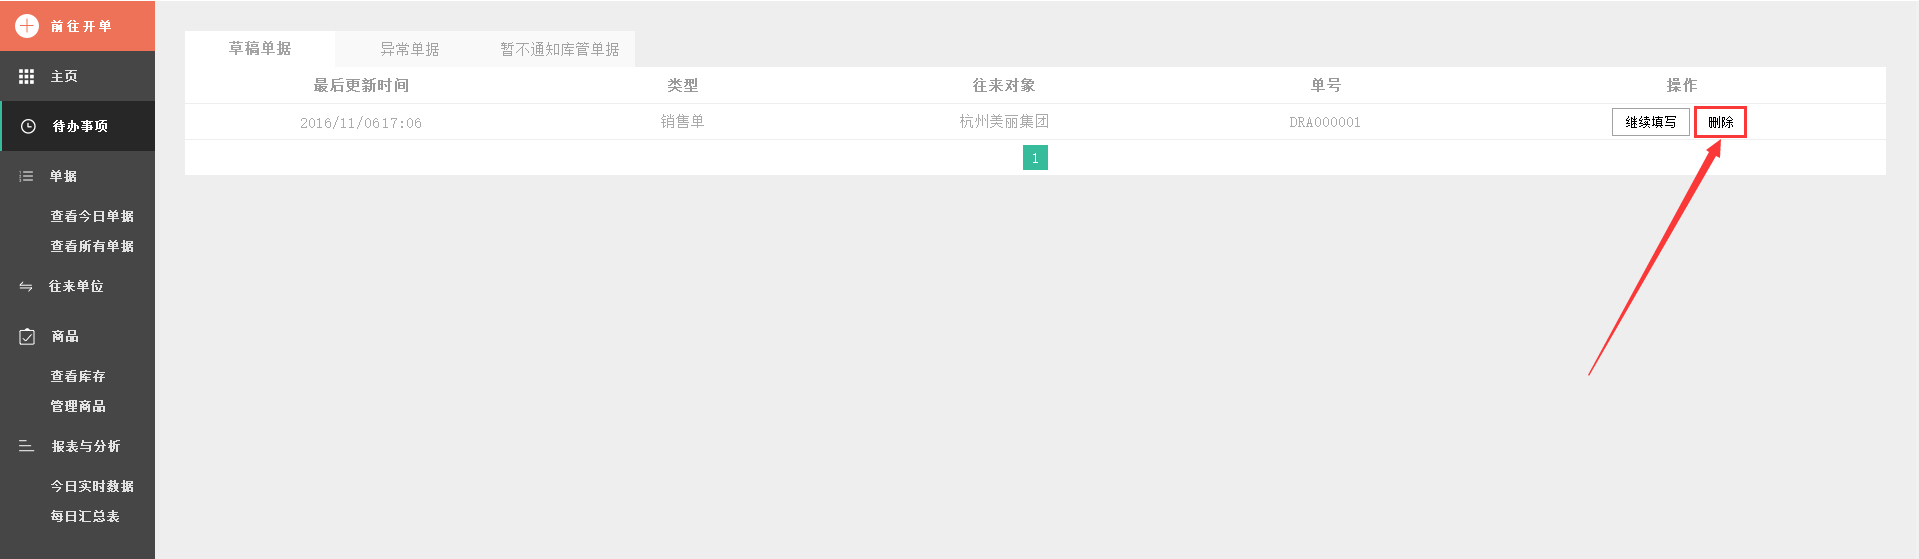 前往开单
主页
待办事项
单据
查看今日单据
查看所有单据
往来单位
商品
查看库存
管理商品
报表与分析
今日实时数据
每日汇总表
草稿单据 异常单据 暂不通知库管单据
最后更新时间 类型 往来对象 单号 操作
2016/11/0617:06 销售单 杭州美丽集团 DRA000001 继续填写 删除
1